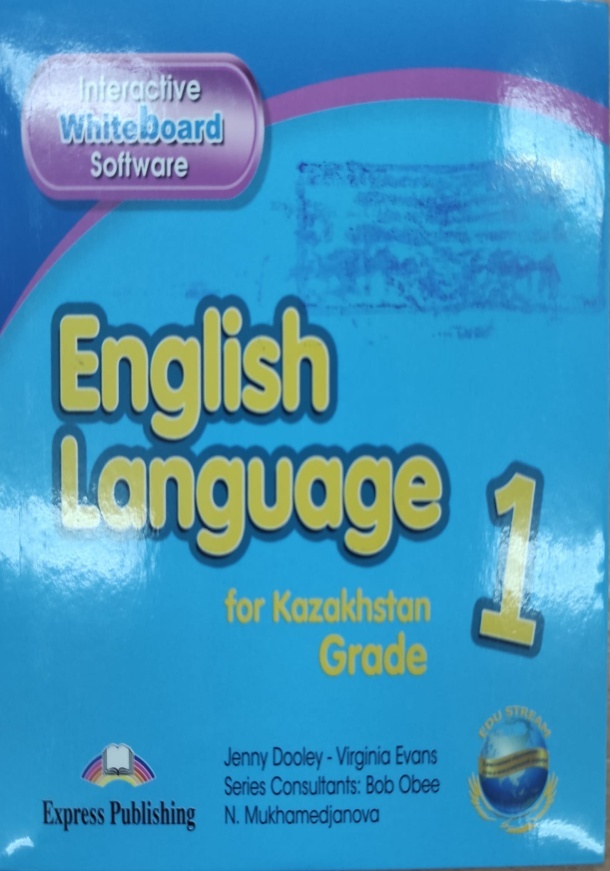 Interactive
Whiteboard
Software
English
Language
1
for Kazakhstan
Grade
EDU STREAM
Jenny Dooley - Virginia Evans
Series Consultants: Bob Obee
N. Mukhamedjanova
Express Publishing